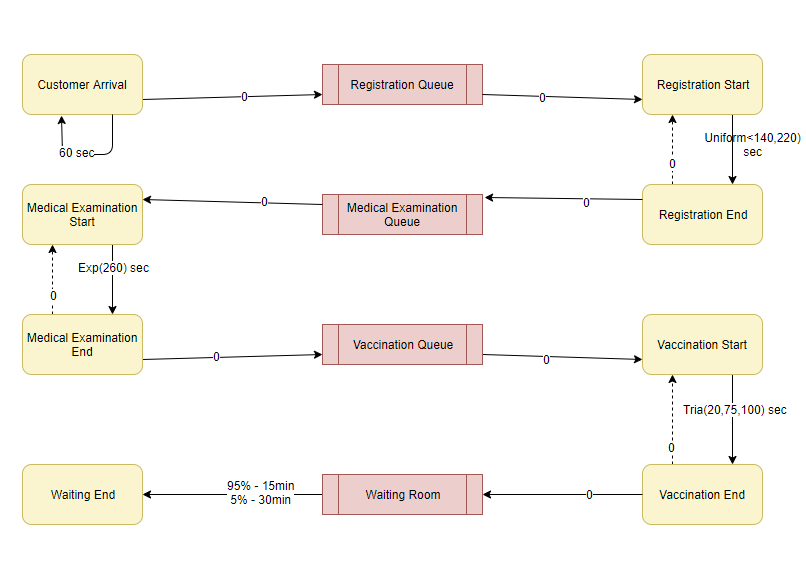 Customer Arrival
0
Registration Queue
0
Registration Start
60 sec
0
Uniform<140,220)
sec
Medical Examination
Start
0
Medical Examination
Queue
0
Registration End
Exp(260) sec
0
Medical Examination
End
0
Vaccination Queue
0
Vaccination Start
Tria(20,75,100) sec
0
Waiting End
95% - 15min
5% - 30min
Waiting Room
0
Vaccination End